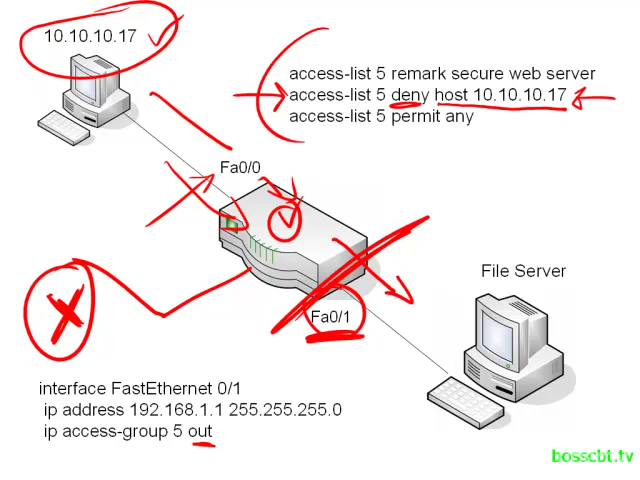 10.10.10.17
access-list 5 remark secure web server
access-list 5 deny host 10.10.10.17
access-list 5 permit any
Fa0/0
File Server
Fa0/1
interface FastEthernet 0/1
ip address 192.168.1.1 255.255.255.0
ip access-group 5 out
bosscbt.tv